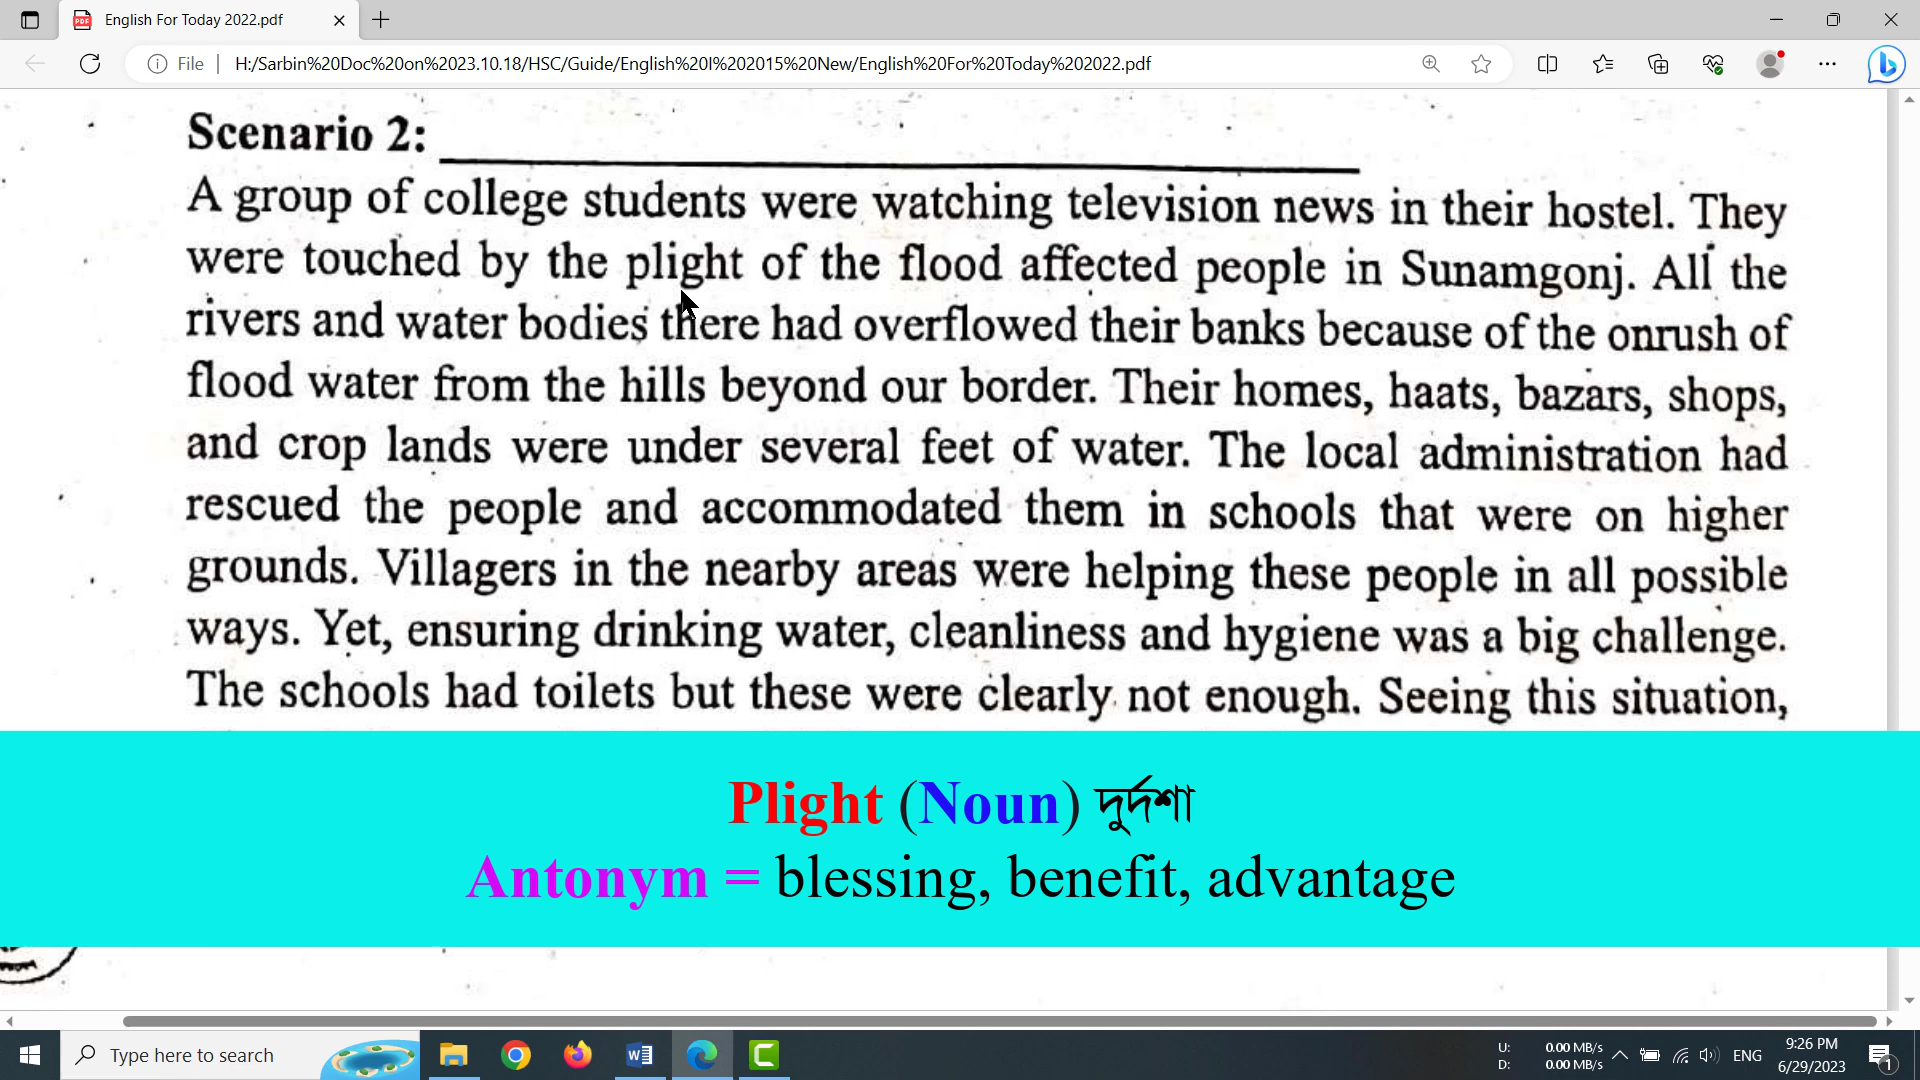 English For Today 2022.pdf
File
H:/Sarbin%20Doc%20on%2023.10.18/HSC/Guide/English%20I%202015%20New/English%20For%20Today%202022.pdf
Scenario 2:
A group of college students were watching television news in their hostel. They
were touched by the plight of the flood affected people in Sunamgonj. All the
rivers and water bodies there had overflowed their banks because of the onrush of
flood water from the hills beyond our border. Their homes, haats, bazars, shops,
and crop lands were under several feet of water. The local administration had
rescued the people and accommodated them in schools that were on higher
grounds. Villagers in the nearby areas were helping these people in all possible
ways. Yet, ensuring drinking water, cleanliness and hygiene was a big challenge.
The schools had toilets but these were clearly not enough. Seeing this situation,
Plight (Noun) দুর্দশা
Antonym = blessing, benefit, advantage
Type here to search
U: 0.00 MB/s
D: 0.00 MB/s
ENG
9:26 PM
6/29/2023
1